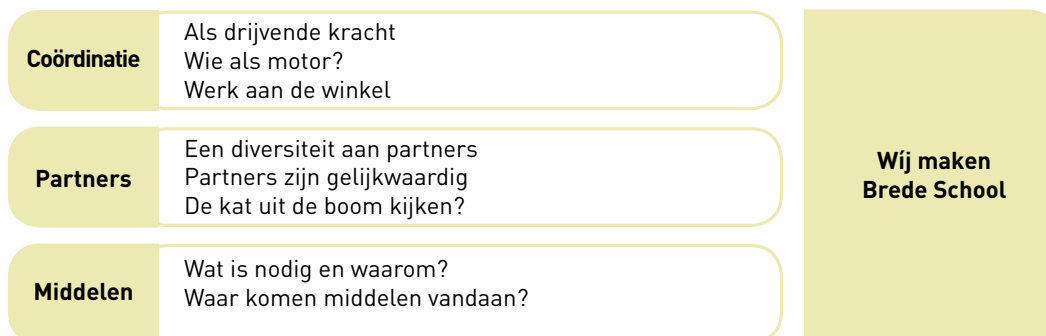 Coördinatie
Als drijvende kracht
Wie als motor?
Werk aan de winkel
Partners
Een diversiteit aan partners
Partners zijn gelijkwaardig
De kat uit de boom kijken?
Middelen
Wat is nodig en waarom?
Waar komen middelen vandaan?
Wíj maken
Brede School